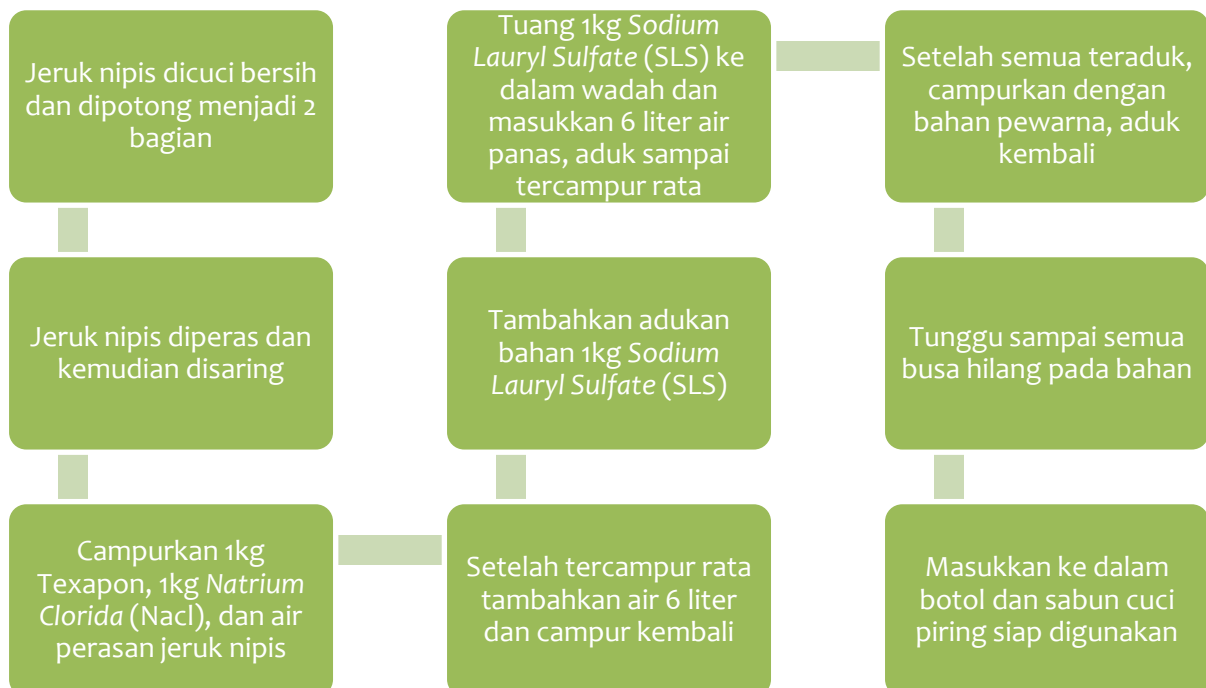 Jeruk nipis dicuci bersih
dan dipotong menjadi 2
bagian
Jeruk nipis diperas dan
kemudian disaring
Campurkan 1kg
Texapon, 1kg Natrium
Clorida (Nacl), dan air
perasan jeruk nipis
Setelah tercampur rata
tambahkan air 6 liter
dan campur kembali
Tambahkan adukan
bahan 1kg Sodium
Lauryl Sulfate (SLS)
Tuang 1kg Sodium
Lauryl Sulfate (SLS) ke
dalam wadah dan
masukkan 6 liter air
panas, aduk sampai
tercampur rata
Setelah semua teraduk,
campurkan dengan
bahan pewarna, aduk
kembali
Tunggu sampai semua
busa hilang pada bahan
Masukkan ke dalam
botol dan sabun cuci
piring siap digunakan